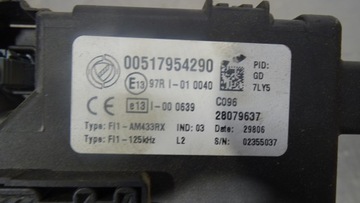 00517954290
PID:
GD
7LY5
E13 97R I-01 0040
CE e13 I-00 0639
C096
28079637
Type: FI1-AM433RX IND: 03 Date: 29806
Type: FI1-125kHz L2 S/N: 02355037